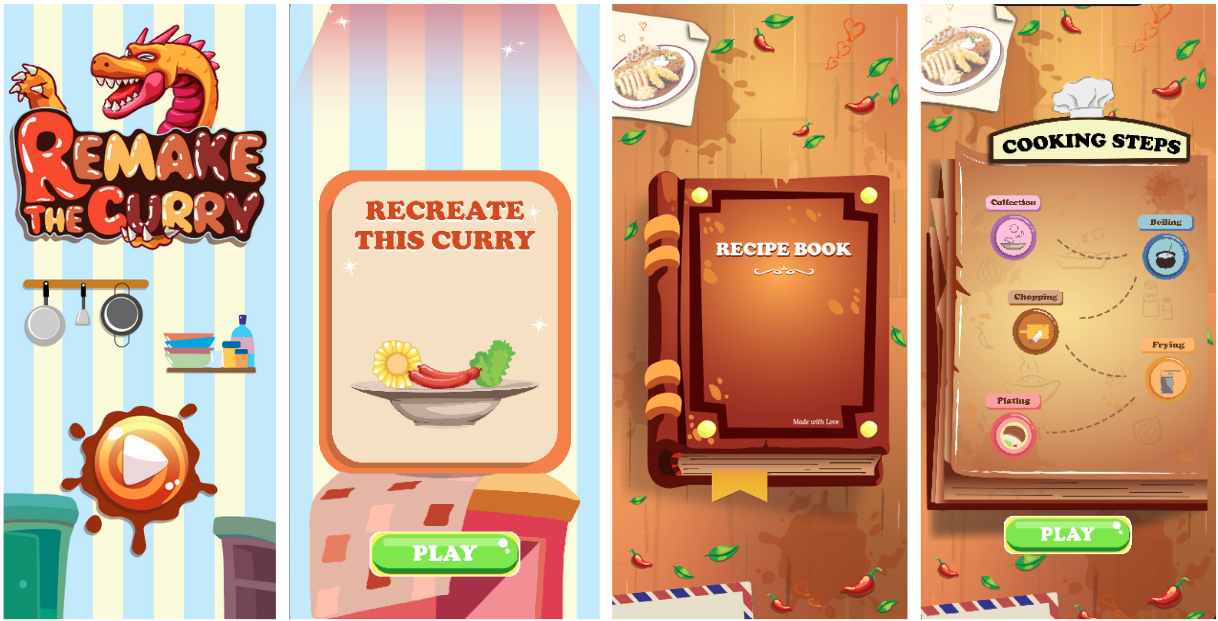 REMAKE
THE CURRY
RECREATE
THIS CURRY
PLAY
RECIPE BOOK
Made with Love
COOKING STEPS
Collection
Boiling
Chopping
Frying
Plating
PLAY